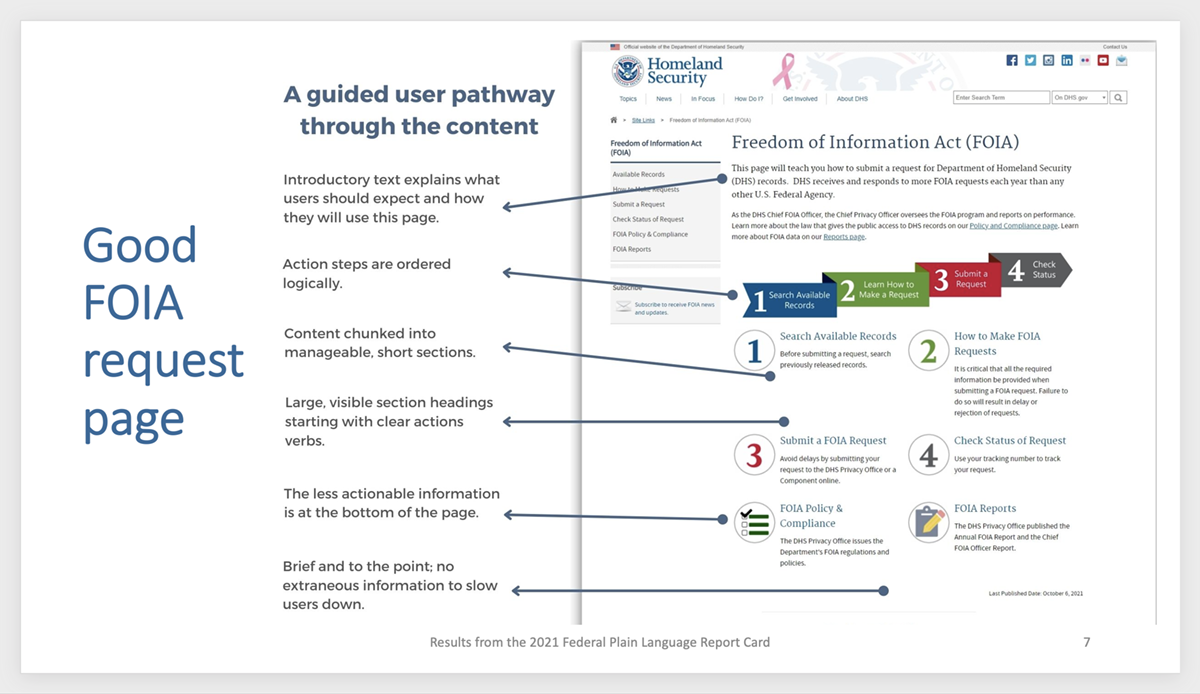 Good
FOIA
request
page
A guided user pathway
through the content
Introductory text explains what
users should expect and how
they will use this page.
Action steps are ordered
logically.
Content chunked into
manageable, short sections.
Large, visible section headings
starting with clear actions
verbs.
The less actionable information
is at the bottom of the page.
Brief and to the point; no
extraneous information to slow
users down.
Official website of the Department of Homeland Security
Contact Us
Homeland
Security
Topics
News
In Focus
How Do I?
Get Involved
About DHS
Enter Search Term
On DHS.gov
Site Links
Freedom of Information Act (FOIA)
Freedom of Information Act
(FOIA)
Available Records
How to Make Requests
Submit a Request
Check Status of Request
FOIA Policy & Compliance
FOIA Reports
Subscribe
Subscribe to receive FOIA news
and updates.
Freedom of Information Act (FOIA)
This page will teach you how to submit a request for Department of Homeland Security
(DHS) records. DHS receives and responds to more FOIA requests each year than any
other U.S. Federal Agency.
As the DHS Chief FOIA Officer, the Chief Privacy Officer oversees the FOIA program and reports on performance.
Learn more about the law that gives the public access to DHS records on our Policy and Compliance page. Learn
more about FOIA data on our Reports page.
1 Search Available
Records
2 Learn How to
Make a Request
3 Submit a
Request
4 Check
Status
1
Search Available Records
Before submitting a request, search
previously released records.
2
How to Make FOIA
Requests
It is critical that all the required
information be provided when
submitting a FOIA request. Failure to
do so will result in delay or
rejection of requests.
3
Submit a FOIA Request
Avoid delays by submitting your
request to the DHS Privacy Office or a
Component online.
4
Check Status of Request
Use your tracking number to track
your request.
FOIA Policy &
Compliance
The DHS Privacy Office issues the
Department's FOIA regulations and
policies.
FOIA Reports
The DHS Privacy Office published the
Annual FOIA Report and the Chief
FOIA Officer Report.
Last Published Date: October 6, 2021
Results from the 2021 Federal Plain Language Report Card
7